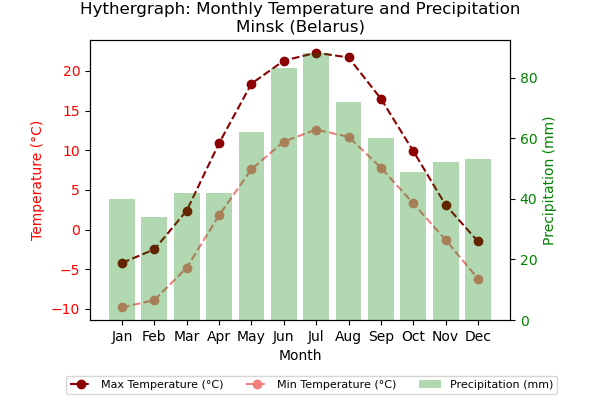 Hythergraph: Monthly Temperature and Precipitation
Minsk (Belarus)
Temperature (°C)
20
15
10
5
0
−5
−10
80
60
40
20
0
Precipitation (mm)
Jan Feb Mar Apr May Jun Jul Aug Sep Oct Nov Dec
Month
Max Temperature (°C) Min Temperature (°C) Precipitation (mm)